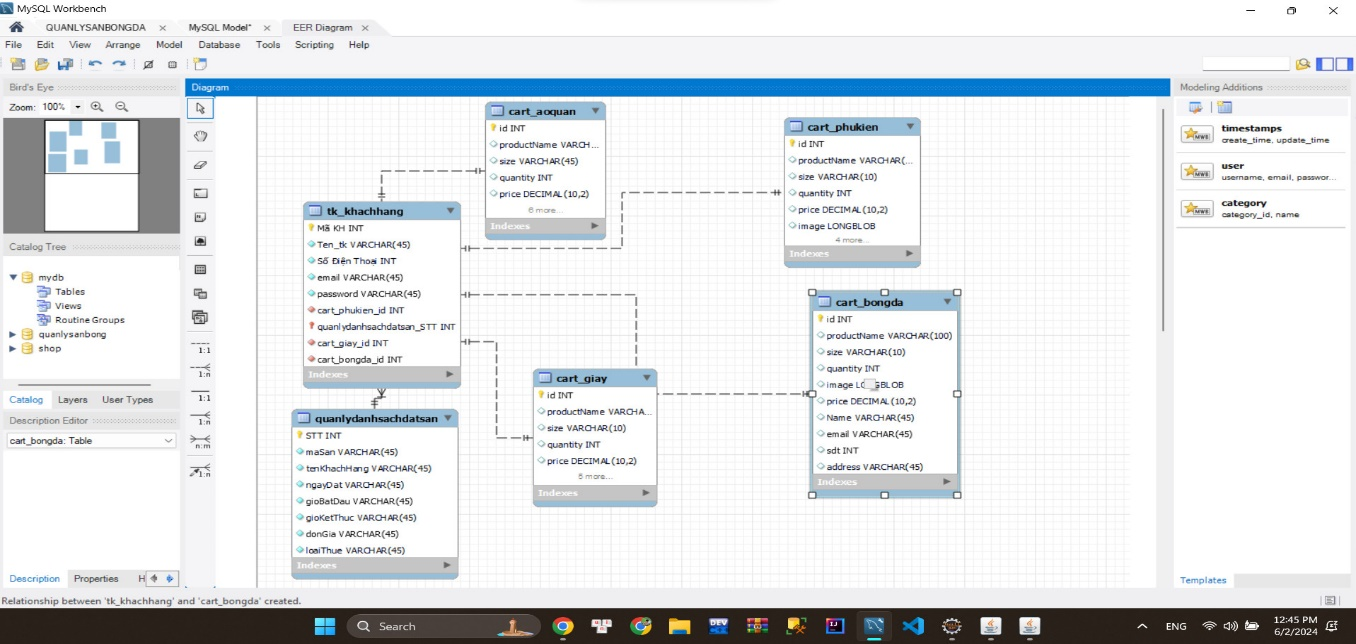 MySQL Workbench
QUANLYSANBONGDA
MySQL Model*
EER Diagram
File Edit View Arrange Model Database Tools Scripting Help
Bird's Eye
Zoom: 100%
Catalog Tree
mydb
Tables
Views
Routine Groups
quanlysanbong
shop
Catalog Layers User Types
Description Editor
cart_bongda: Table
Description Properties H
1:1
1:n
1:1
1:n
n:m
1:n
Diagram
cart_aoquan
id INT
productName VARCH...
size VARCHAR(45)
quantity INT
price DECIMAL(10,2)
6 more...
Indexes
cart_phukien
id INT
productName VARCHAR(...
size VARCHAR(10)
quantity INT
price DECIMAL(10,2)
image LONGBLOB
4 more...
Indexes
tk_khachhang
Mã KH INT
Ten_tk VARCHAR(45)
Số Điện Thoại INT
email VARCHAR(45)
password VARCHAR(45)
cart_phukien_id INT
quanlydanhsachdatsan_STT INT
cart_giay_id INT
cart_bongda_id INT
Indexes
cart_bongda
id INT
productName VARCHAR(100)
size VARCHAR(10)
quantity INT
image LONGBLOB
price DECIMAL(10,2)
Name VARCHAR(45)
email VARCHAR(45)
sdt INT
address VARCHAR(45)
Indexes
cart_giay
id INT
productName VARCHA...
size VARCHAR(10)
quantity INT
price DECIMAL(10,2)
5 more...
Indexes
quanlydanhsachdatsan
STT INT
maSan VARCHAR(45)
tenKhachHang VARCHAR(45)
ngayDat VARCHAR(45)
gioBatDau VARCHAR(45)
gioKetThuc VARCHAR(45)
donGia VARCHAR(45)
loaiThue VARCHAR(45)
Indexes
Modeling Additions
timestamps
create_time, update_time
user
username, email, passwor...
category
category_id, name
Templates
Relationship between 'tk_khachhang' and 'cart_bongda' created.
Search
DEV
ENG
12:45 PM
6/2/2024